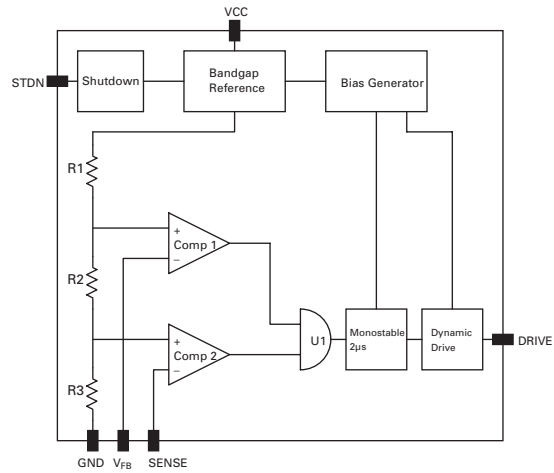 VCC
STDN
Shutdown
Bandgap
Reference
Bias Generator
R1
+
Comp 1
–
R2
+
Comp 2
–
U1
Monostable
2µs
Dynamic
Drive
DRIVE
R3
GND
VFB
SENSE